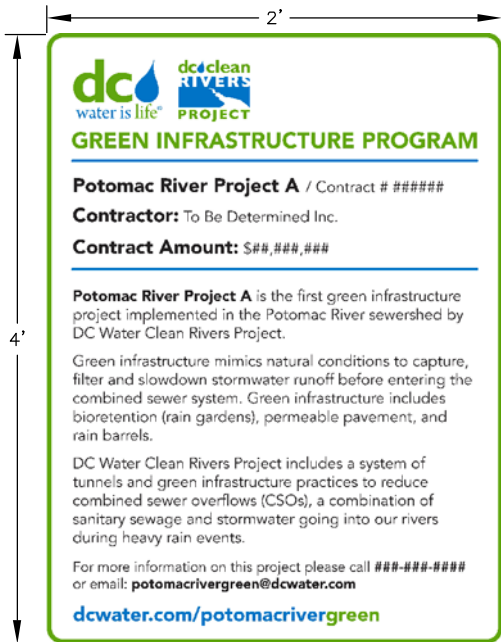 2'
4'
dc
water is life®
dc clean
RIVERS
PROJECT
GREEN INFRASTRUCTURE PROGRAM
Potomac River Project A / Contract # ######
Contractor: To Be Determined Inc.
Contract Amount: $##,###,###
Potomac River Project A is the first green infrastructure
project implemented in the Potomac River sewershed by
DC Water Clean Rivers Project.
Green infrastructure mimics natural conditions to capture,
filter and slowdown stormwater runoff before entering the
combined sewer system. Green infrastructure includes
bioretention (rain gardens), permeable pavement, and
rain barrels.
DC Water Clean Rivers Project includes a system of
tunnels and green infrastructure practices to reduce
combined sewer overflows (CSOs), a combination of
sanitary sewage and stormwater going into our rivers
during heavy rain events.
For more information on this project please call ###-###-####
or email: potomacrivergreen@dcwater.com
dcwater.com/potomacrivergreen